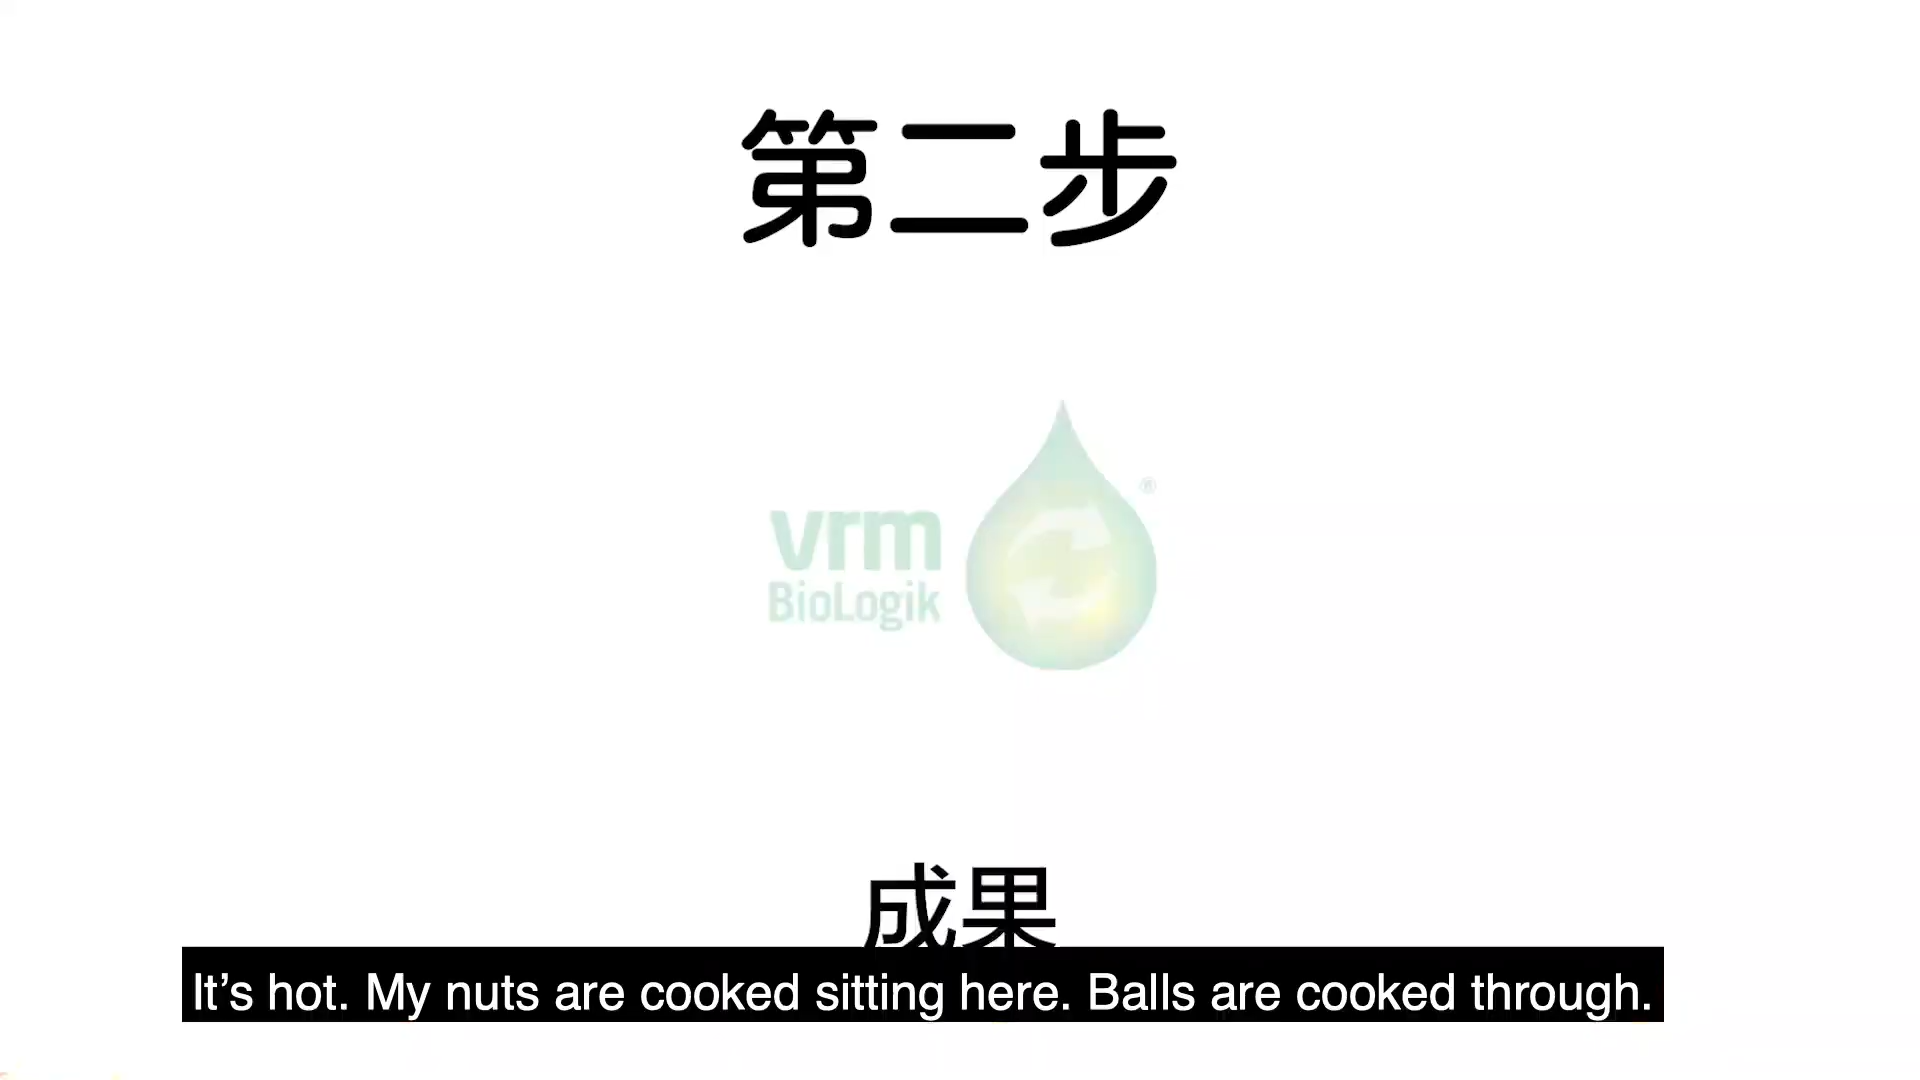 第二步
vrm
BioLogik
®
成果
It’s hot. My nuts are cooked sitting here. Balls are cooked through.